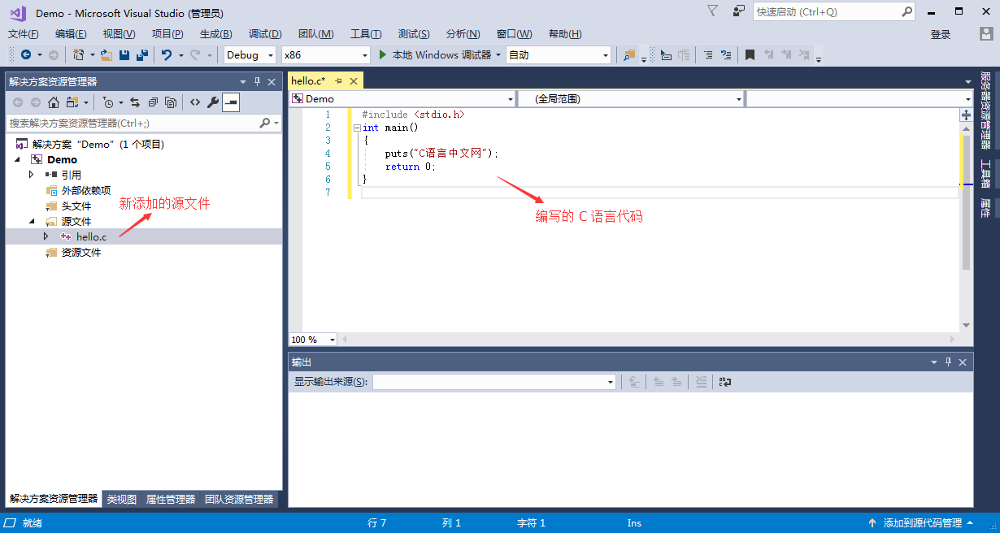 Demo - Microsoft Visual Studio (管理员)
快速启动 (Ctrl+Q)
文件(F) 编辑(E) 视图(V) 项目(P) 生成(B) 调试(D) 团队(M) 工具(T) 测试(S) 分析(N) 窗口(W) 帮助(H) 登录
Debug x86 本地 Windows 调试器 自动
解决方案资源管理器
搜索解决方案资源管理器(Ctrl+;)
解决方案 "Demo" (1 个项目)
Demo
引用
外部依赖项
头文件
源文件
hello.c
资源文件
新添加的源文件
解决方案资源管理器 类视图 属性管理器 团队资源管理器
hello.c*
Demo (全局范围)
1 #include <stdio.h>
2 int main()
3 {
4 puts("C语言中文网");
5 return 0;
6 }
7
编写的 C 语言代码
100 %
输出
显示输出来源(S):
服务器资源管理器
工具箱
属性
就绪 行 7 列 1 字符 1 Ins 添加到源代码管理